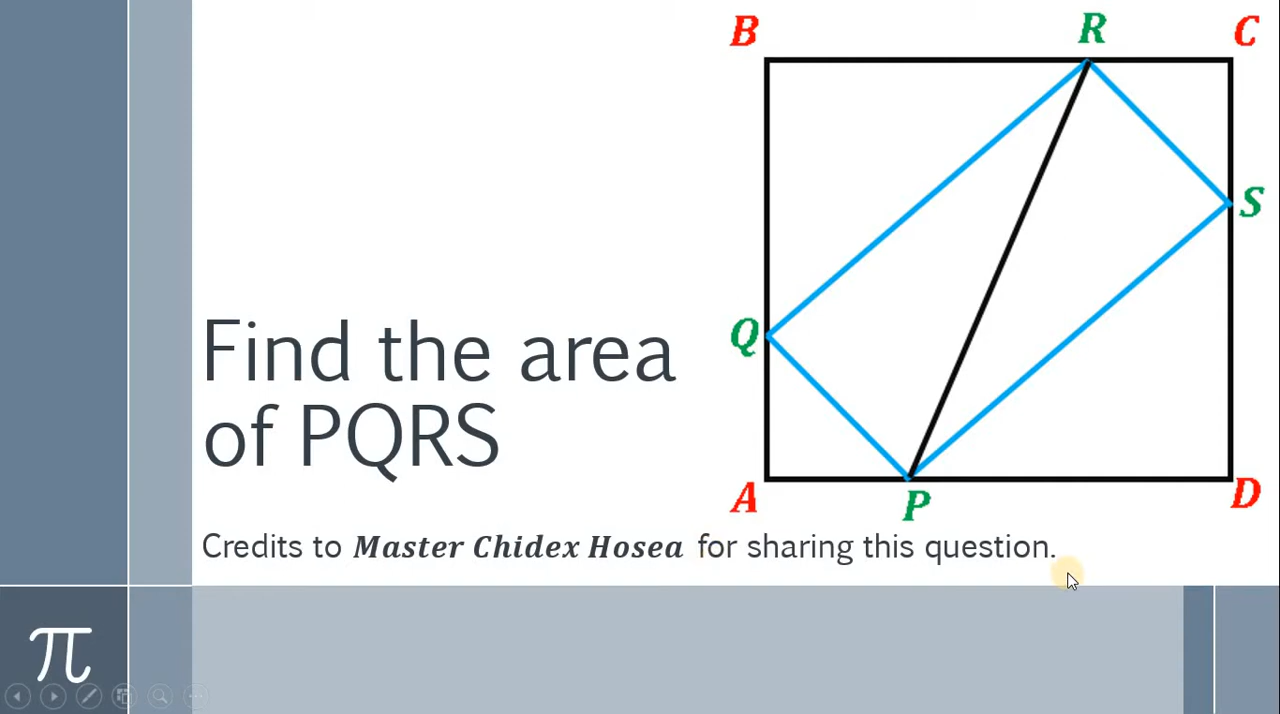 B
R
C
S
Q
Find the area
of PQRS
A
P
D
Credits to Master Chidex Hosea for sharing this question.
π